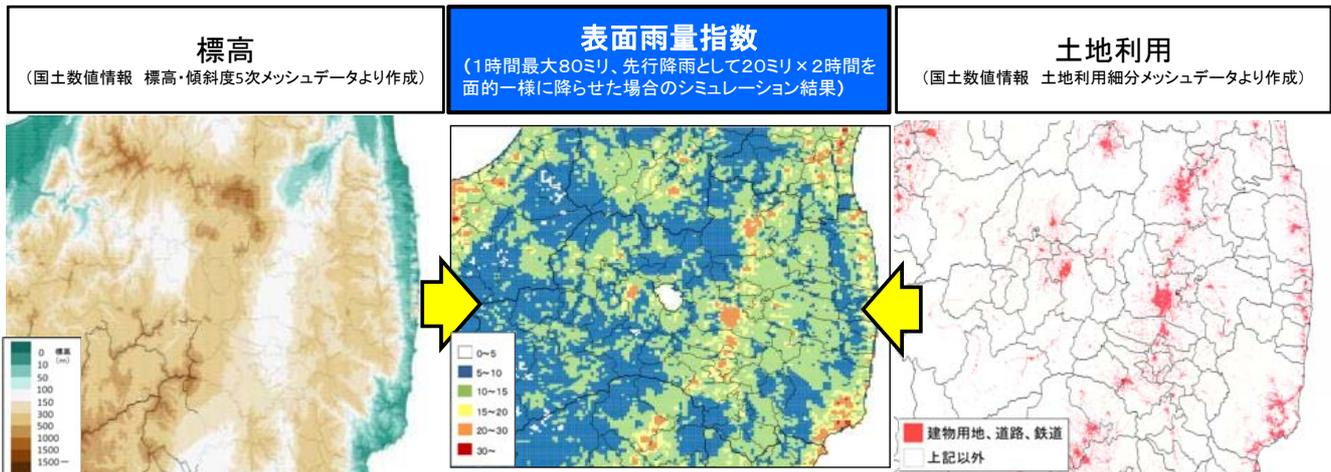 標高
(国土数値情報 標高・傾斜度5次メッシュデータより作成)
表面雨量指数
(1時間最大80ミリ、先行降雨として20ミリ×2時間を
面的一様に降らせた場合のシミュレーション結果)
土地利用
(国土数値情報 土地利用細分メッシュデータより作成)
標高
(m)
0
10
50
100
150
300
500
1000
1500
1500ー
0~5
5~10
10~15
15~20
20~30
30~
建物用地、道路、鉄道
上記以外